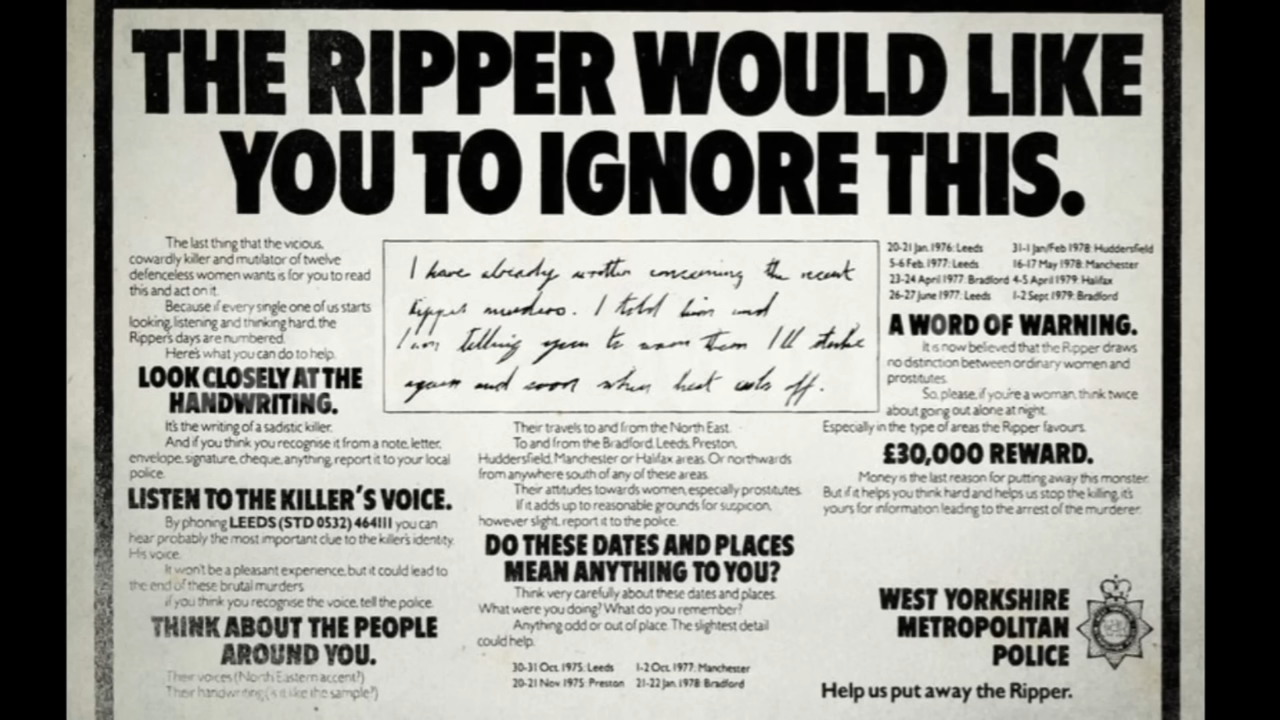 THE RIPPER WOULD LIKE
YOU TO IGNORE THIS.
The last thing that the vicious,
cowardly killer and mutilator of twelve
defenceless women wants is for you to read
this and act on it.
Because if every single one of us starts
looking, listening and thinking hard, the
Ripper's days are numbered.
Here's what you can do to help.
LOOK CLOSELY AT THE
HANDWRITING.
It's the writing of a sadistic killer.
And if you think you recognise it from a note, letter,
envelope, signature, cheque, anything, report it to your local
police.
LISTEN TO THE KILLER'S VOICE.
By phoning LEEDS (STD 0532) 464111 you can
hear probably the most important clue to the killer's identity.
His voice.
It won't be a pleasant experience, but it could lead to
the end of these brutal murders.
If you think you recognise the voice, tell the police.
THINK ABOUT THE PEOPLE
AROUND YOU.
Their voices (North Eastern accent?)
Their handwriting (is it like the sample?)
I have already written concerning the recent
Ripper murders. I told him and
I am telling you to warn them I'll strike
again and soon when heat cools off.
Their travels to and from the North East.
To and from the Bradford, Leeds, Preston,
Huddersfield, Manchester or Halifax areas. Or northwards
from anywhere south of any of these areas.
Their attitudes towards women, especially prostitutes.
If it adds up to reasonable grounds for suspicion,
however slight, report it to the police.
DO THESE DATES AND PLACES
MEAN ANYTHING TO YOU?
Think very carefully about these dates and places.
What were you doing? What do you remember?
Anything odd or out of place. The slightest detail
could help.
30-31 Oct. 1975: Leeds 1-2 Oct. 1977: Manchester
20-21 Nov 1975: Preston 21-22 Jan. 1978: Bradford
20-21 Jan. 1976: Leeds 31-1 Jan/Feb 1978: Huddersfield
5-6 Feb. 1977: Leeds 16-17 May 1978: Manchester
23-24 April 1977: Bradford 4-5 April 1979: Halifax
26-27 June 1977: Leeds 1-2 Sept 1979: Bradford
A WORD OF WARNING.
It is now believed that the Ripper draws
no distinction between ordinary women and
prostitutes.
So, please, if you're a woman, think twice
about going out alone at night.
Especially in the type of areas the Ripper favours.
£30,000 REWARD.
Money is the last reason for putting away this monster.
But if it helps you think hard and helps us stop the killing, it's
yours for information leading to the arrest of the murderer.
WEST YORKSHIRE
METROPOLITAN
POLICE
Help us put away the Ripper.